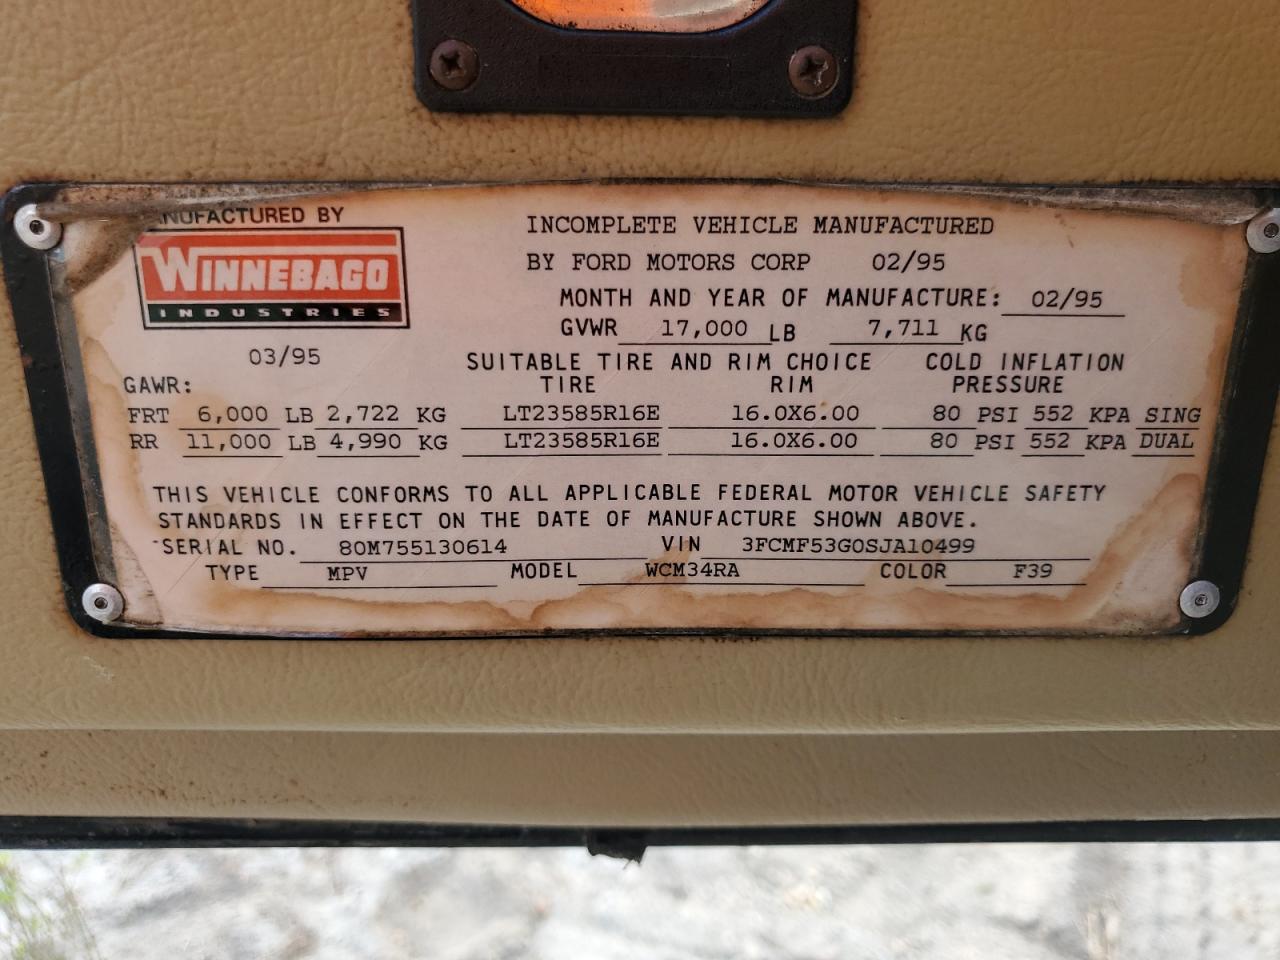 MANUFACTURED BY
WINNEBAGO
INDUSTRIES
03/95
INCOMPLETE VEHICLE MANUFACTURED
BY FORD MOTORS CORP 02/95
MONTH AND YEAR OF MANUFACTURE: 02/95
GVWR 17,000 LB 7,711 KG
SUITABLE TIRE AND RIM CHOICE COLD INFLATION
GAWR: TIRE RIM PRESSURE
FRT 6,000 LB 2,722 KG LT23585R16E 16.0X6.00 80 PSI 552 KPA SING
RR 11,000 LB 4,990 KG LT23585R16E 16.0X6.00 80 PSI 552 KPA DUAL
THIS VEHICLE CONFORMS TO ALL APPLICABLE FEDERAL MOTOR VEHICLE SAFETY
STANDARDS IN EFFECT ON THE DATE OF MANUFACTURE SHOWN ABOVE.
SERIAL NO. 80M755130614 VIN 3FCMF53G0SJA10499
TYPE MPV MODEL WCM34RA COLOR F39